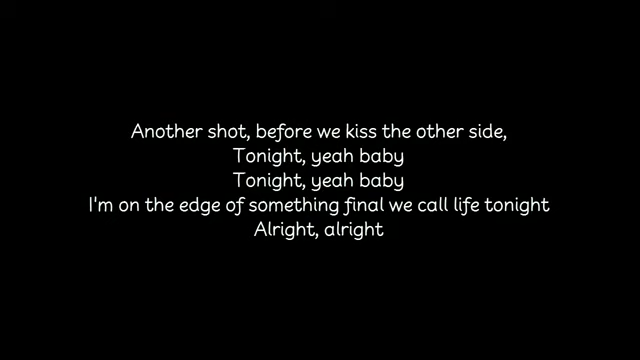 Another shot, before we kiss the other side,
Tonight, yeah baby
Tonight, yeah baby
I'm on the edge of something final we call life tonight
Alright, alright